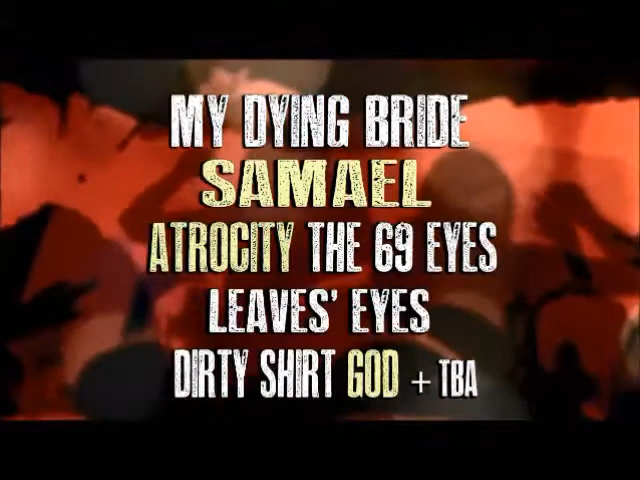 MY DYING BRIDE
SAMAEL
ATROCITY THE 69 EYES
LEAVES' EYES
DIRTY SHIRT GOD + TBA